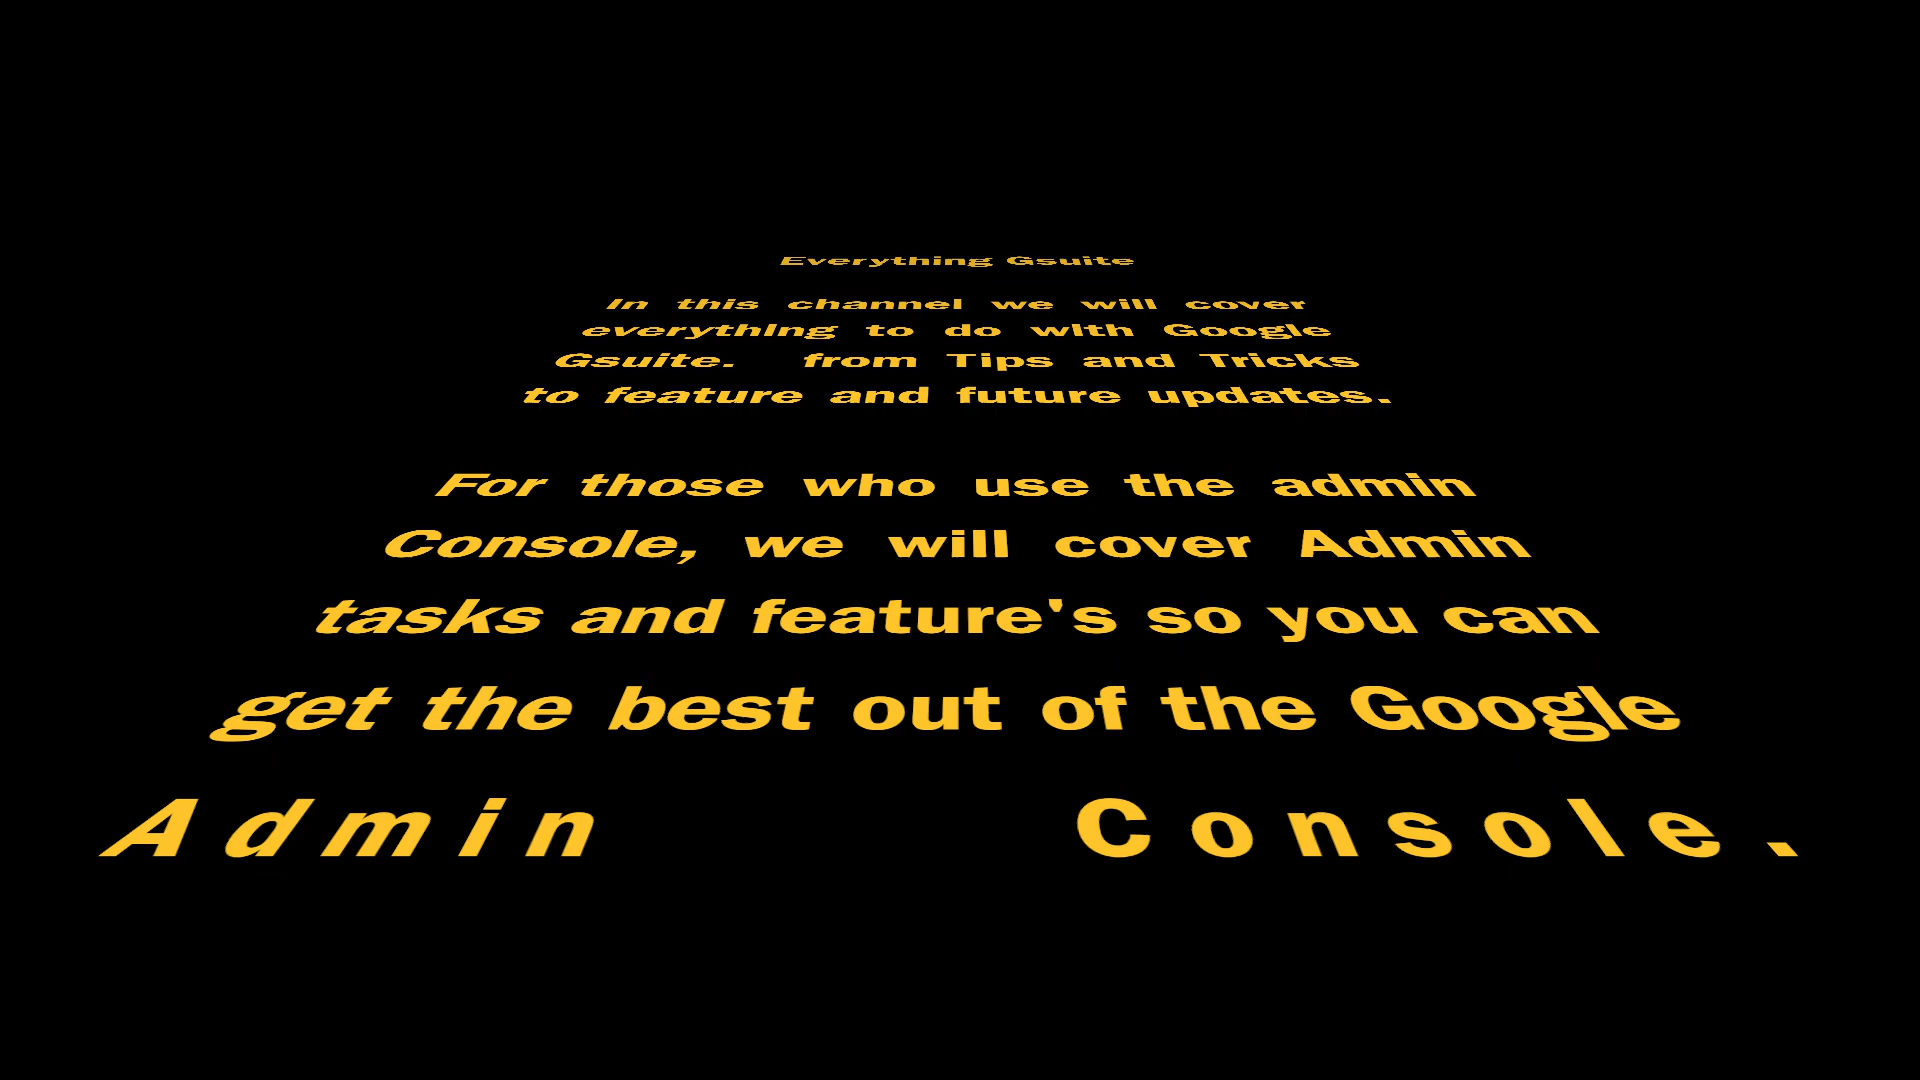 Everything Gsuite
In this channel we will cover
everything to do with Google
Gsuite. from Tips and Tricks
to feature and future updates.
For those who use the admin
Console, we will cover Admin
tasks and feature's so you can
get the best out of the Google
Admin Console.